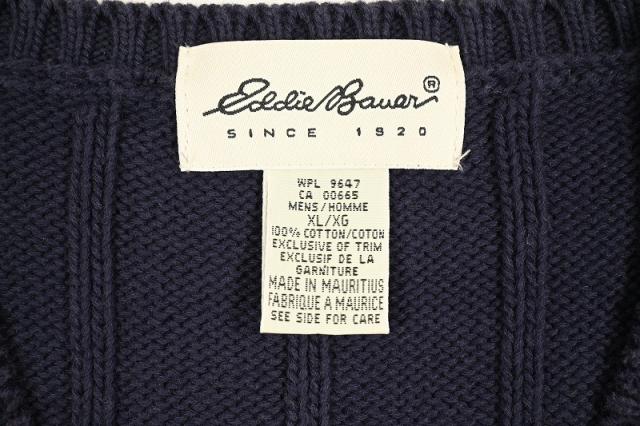 Eddie Bauer®
SINCE 1920
WPL 9647
CA 00665
MENS/HOMME
XL/XG
100% COTTON/COTON
EXCLUSIVE OF TRIM
EXCLUSIF DE LA
GARNITURE
MADE IN MAURITIUS
FABRIQUE A MAURICE
SEE SIDE FOR CARE